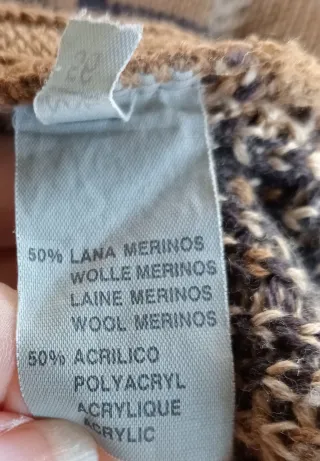 50% LANA MERINOS
WOLLE MERINOS
LAINE MERINOS
WOOL MERINOS
50% ACRILICO
POLYACRYL
ACRYLIQUE
ACRYLIC